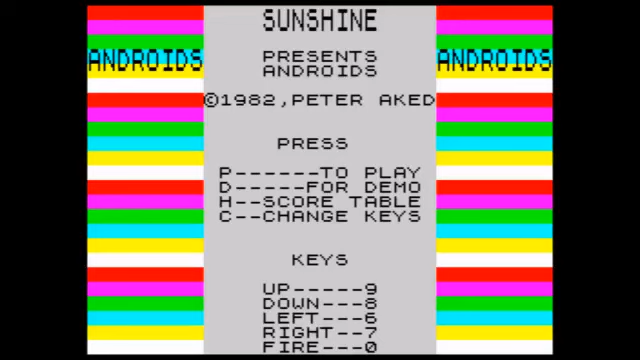 SUNSHINE
PRESENTS
ANDROIDS
ANDROIDS
ANDROIDS
©1982,PETER AKED
PRESS
P------TO PLAY
D-----FOR DEMO
H--SCORE TABLE
C--CHANGE KEYS
KEYS
UP-----9
DOWN---8
LEFT---6
RIGHT--7
FIRE---0